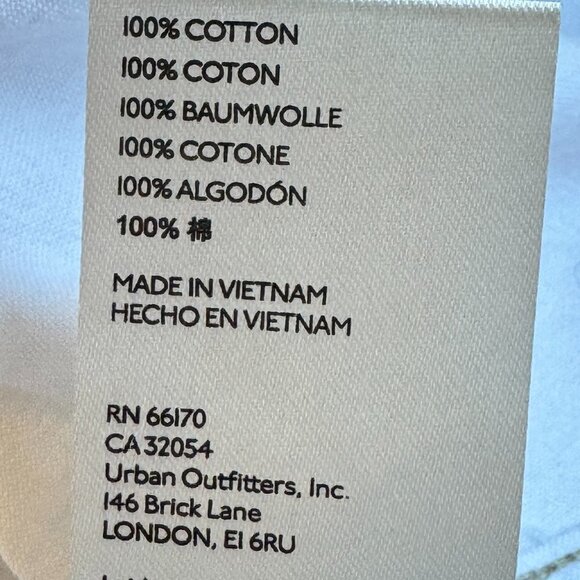 100% COTTON
100% COTON
100% BAUMWOLLE
100% COTONE
100% ALGODÓN
100% 棉
MADE IN VIETNAM
HECHO EN VIETNAM
RN 66170
CA 32054
Urban Outfitters, Inc.
146 Brick Lane
LONDON, E1 6RU